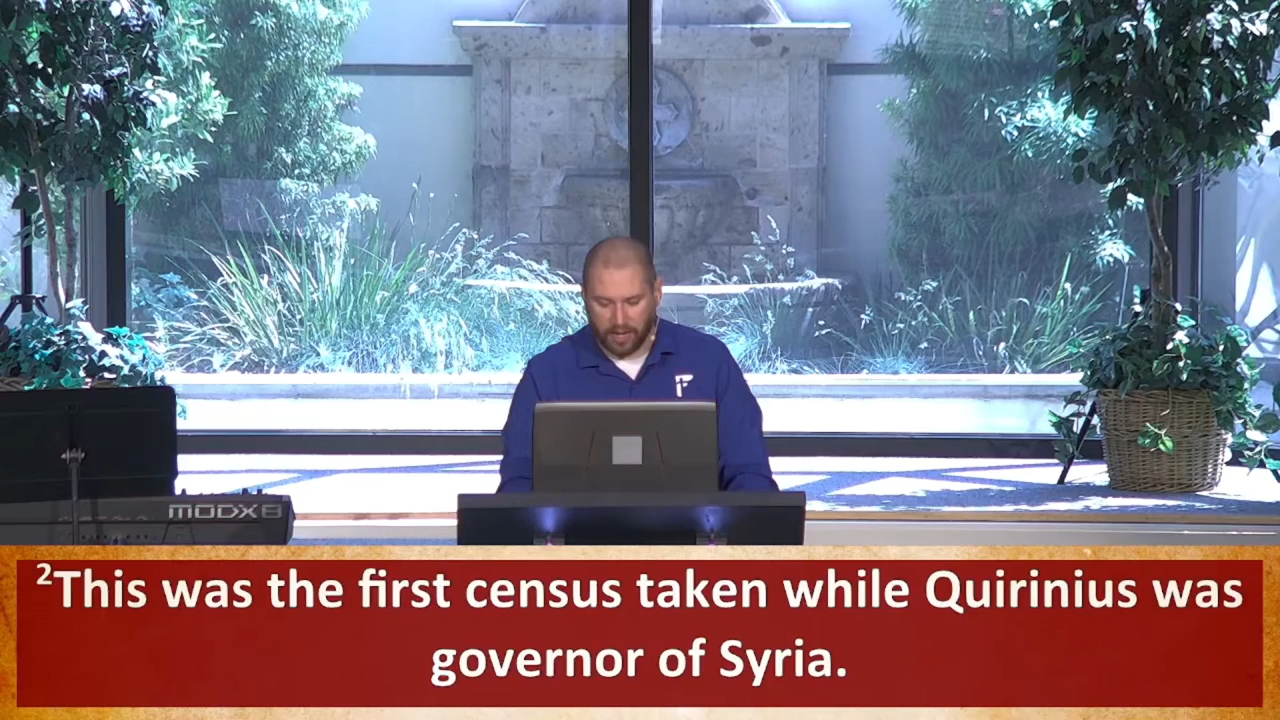 MODX8
²This was the first census taken while Quirinius was
governor of Syria.